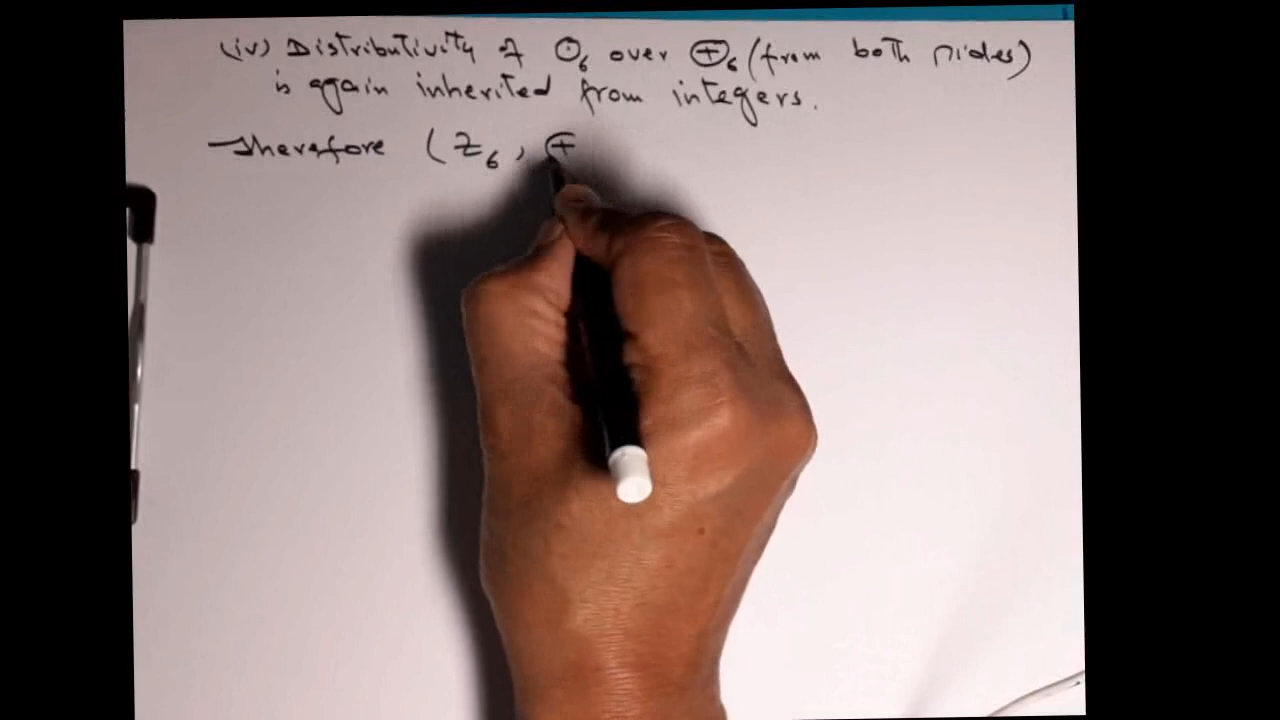 (iv) Distributivity of ⊙₆ over ⊕₆ (from both sides)
is again inherited from integers.
Therefore (Z₆, ⊕